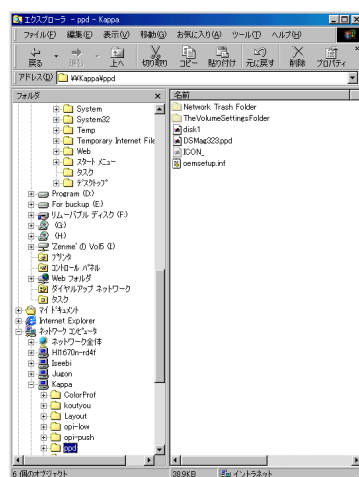 エクスプローラ - ppd - Kappa
ファイル(F) 編集(E) 表示(V) 移動(G) お気に入り(A) ツール(T) ヘルプ(H)
戻る 進む 上へ 切り取り コピー 貼り付け 元に戻す 削除 プロパティ
アドレス(D) ¥¥Kappa¥ppd
フォルダ
名前
System
System32
Temp
Temporary Internet File
Web
スタート メニュー
タスク
デスクトップ
Program (D:)
For buckup (E:)
リムーバブル ディスク (F:)
(G:)
(H:)
'Zenme' の Vol5 (I:)
プリンタ
コントロール パネル
Web フォルダ
ダイヤルアップ ネットワーク
タスク
マイ ドキュメント
Internet Explorer
ネットワーク コンピュータ
ネットワーク全体
Hl1670n-rd4f
Iseebi
Jugon
Kappa
ColorProf
koutyou
Layout
opi-low
opi-push
ppd
Network Trash Folder
TheVolumeSettingsFolder
disk1
DSMag323.ppd
ICON_
oemsetup.inf
6 個のオブジェクト 38.9KB イントラネット